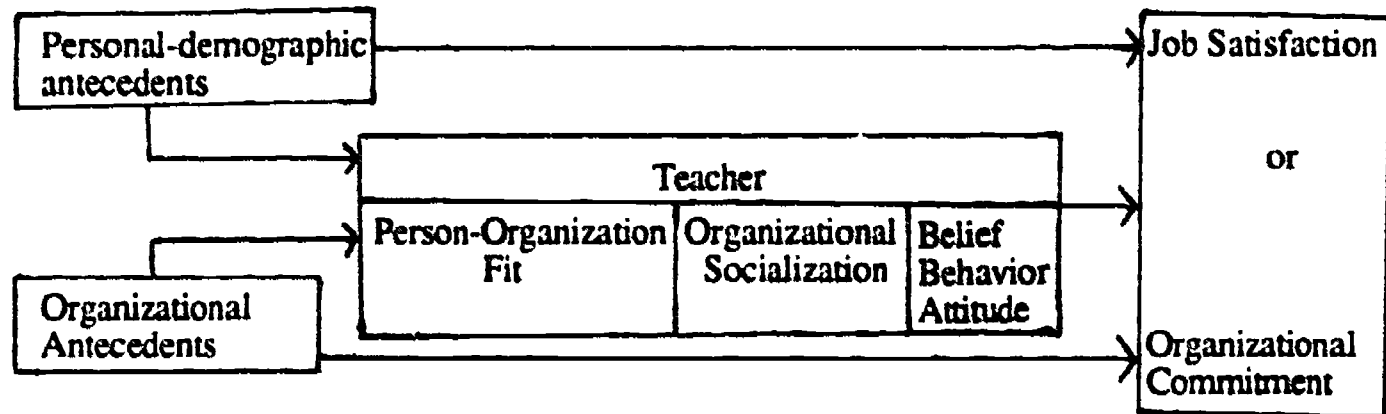 Personal-demographic
antecedents
Job Satisfaction
or
Organizational
Commitment
Teacher
Person-Organization
Fit
Organizational
Socialization
Belief
Behavior
Attitude
Organizational
Antecedents